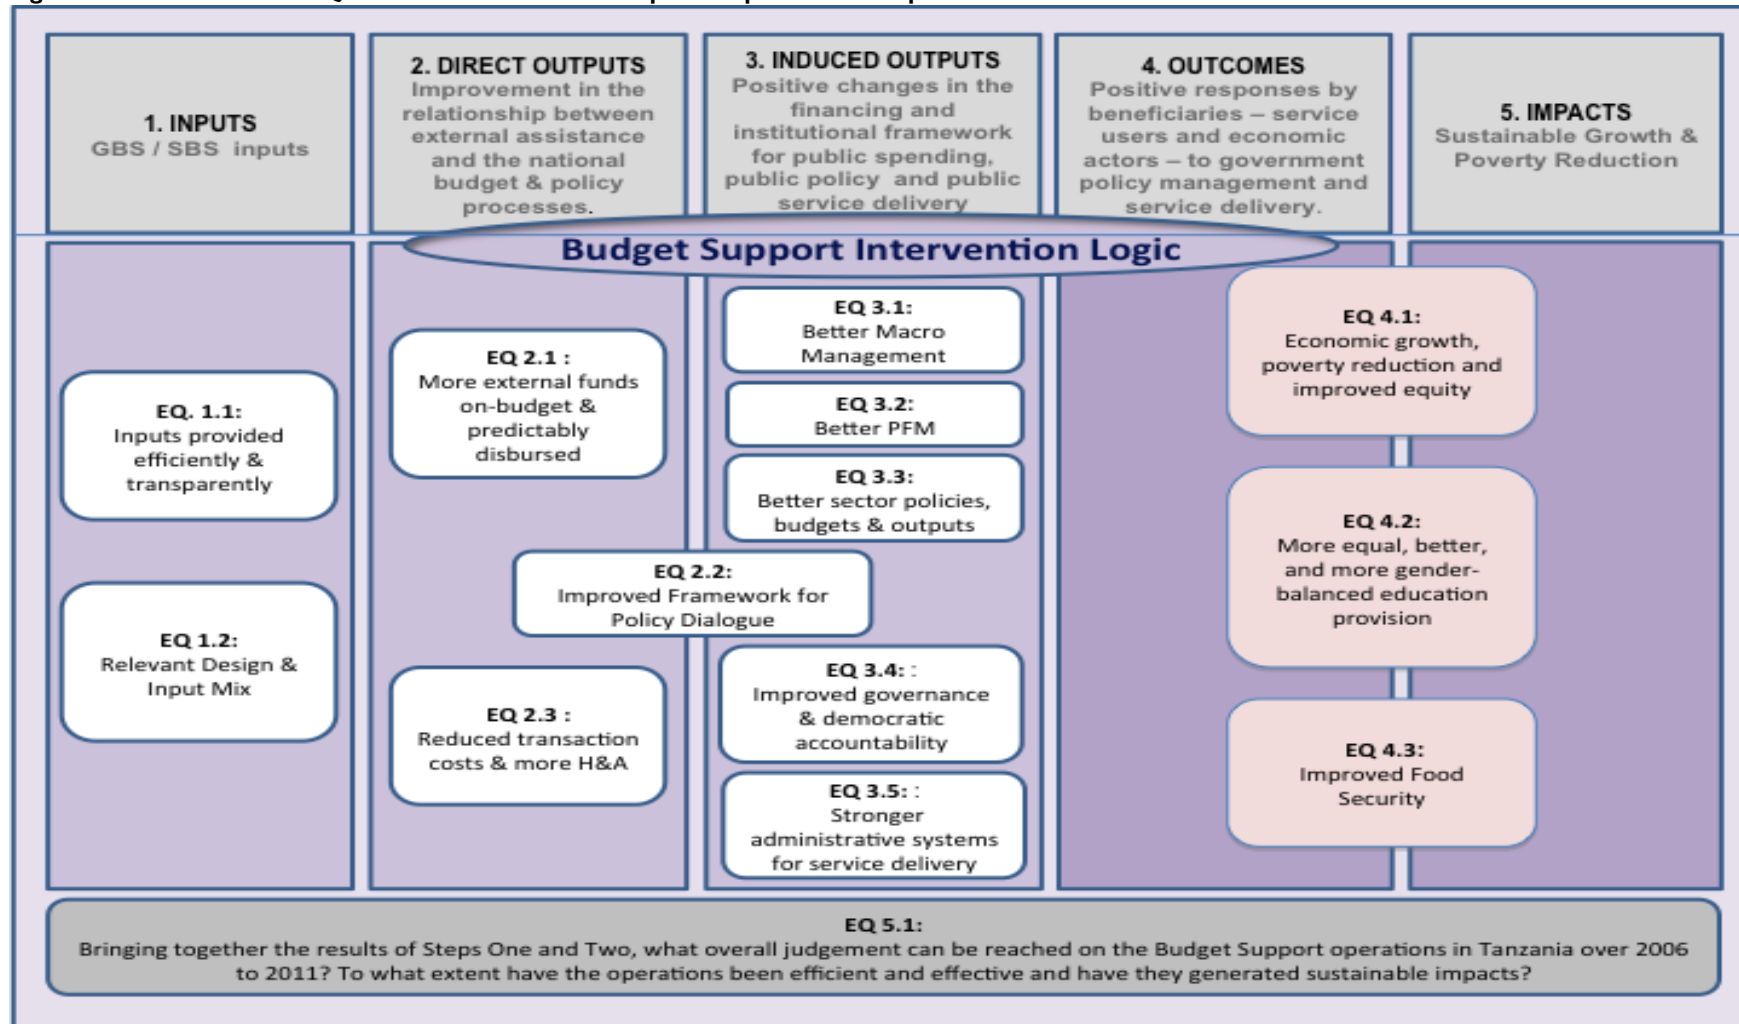 1. INPUTS
GBS / SBS inputs
2. DIRECT OUTPUTS
Improvement in the
relationship between
external assistance
and the national
budget & policy
processes.
3. INDUCED OUTPUTS
Positive changes in the
financing and
institutional framework
for public spending,
public policy and public
service delivery
4. OUTCOMES
Positive responses by
beneficiaries – service
users and economic
actors – to government
policy management and
service delivery.
5. IMPACTS
Sustainable Growth &
Poverty Reduction
Budget Support Intervention Logic
EQ. 1.1:
Inputs provided
efficiently &
transparently
EQ 1.2:
Relevant Design &
Input Mix
EQ 2.1 :
More external funds
on-budget &
predictably
disbursed
EQ 2.2:
Improved Framework for
Policy Dialogue
EQ 2.3 :
Reduced transaction
costs & more H&A
EQ 3.1:
Better Macro
Management
EQ 3.2:
Better PFM
EQ 3.3:
Better sector policies,
budgets & outputs
EQ 3.4: :
Improved governance
& democratic
accountability
EQ 3.5: :
Stronger
administrative systems
for service delivery
EQ 4.1:
Economic growth,
poverty reduction and
improved equity
EQ 4.2:
More equal, better,
and more gender-
balanced education
provision
EQ 4.3:
Improved Food
Security
EQ 5.1:
Bringing together the results of Steps One and Two, what overall judgement can be reached on the Budget Support operations in Tanzania over 2006
to 2011? To what extent have the operations been efficient and effective and have they generated sustainable impacts?